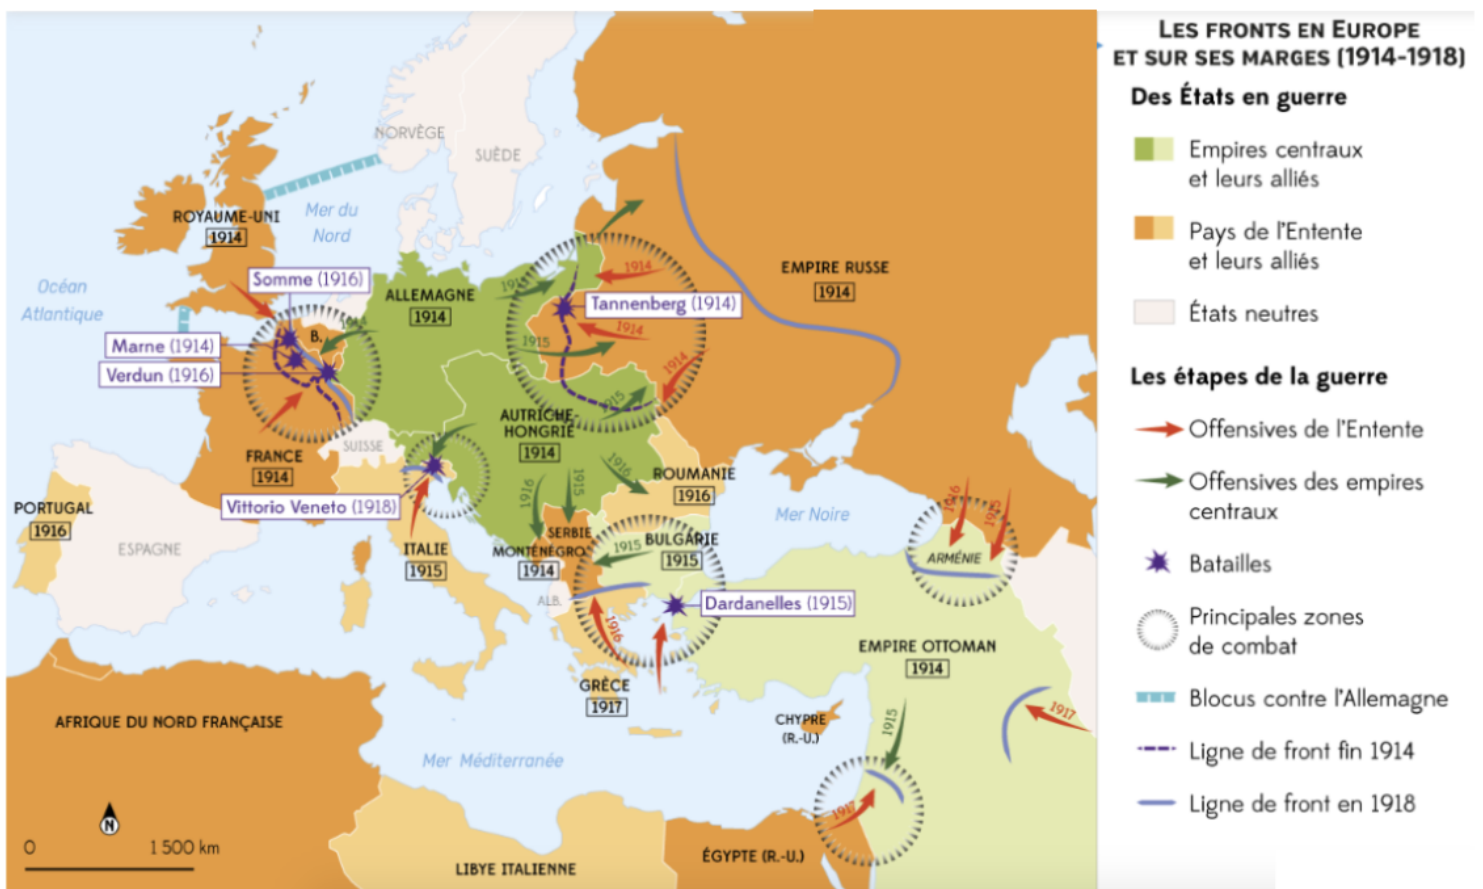 LES FRONTS EN EUROPE
ET SUR SES MARGES (1914-1918)
Des États en guerre
Empires centraux
et leurs alliés
Pays de l'Entente
et leurs alliés
États neutres
Les étapes de la guerre
Offensives de l'Entente
Offensives des empires
centraux
Batailles
Principales zones
de combat
Blocus contre l'Allemagne
Ligne de front fin 1914
Ligne de front en 1918
NORVÈGE
SUÈDE
ROYAUME-UNI
1914
Mer du
Nord
Océan
Atlantique
Somme (1916)
Marne (1914)
Verdun (1916)
B.
1914
ALLEMAGNE
1914
1914
1914
Tannenberg (1914)
1914
1915
1914
1915
EMPIRE RUSSE
1914
AUTRICHE-
HONGRIE
1914
SUISSE
FRANCE
1914
Vittorio Veneto (1918)
PORTUGAL
1916
ESPAGNE
ITALIE
1915
1916
1915
1916
ROUMANIE
1916
SERBIE
MONTÉNÉGRO
1914
ALB.
1915
BULGARIE
1915
Mer Noire
1916
1915
ARMÉNIE
Dardanelles (1915)
1916
GRÈCE
1917
EMPIRE OTTOMAN
1914
CHYPRE
(R.-U.)
1915
1917
1917
AFRIQUE DU NORD FRANÇAISE
Mer Méditerranée
LIBYE ITALIENNE
ÉGYPTE (R.-U.)
N
0
1 500 km